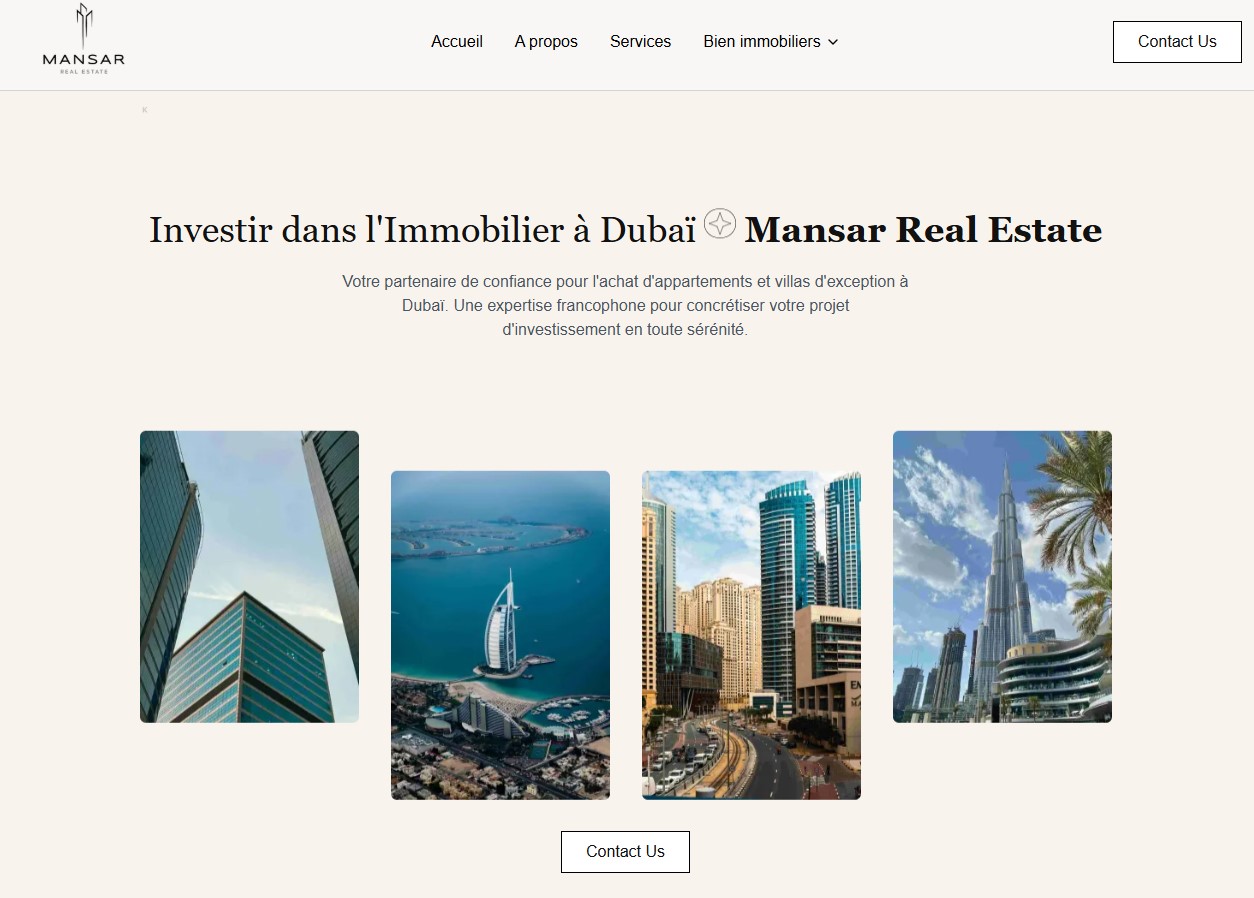 MANSAR
REAL ESTATE
Accueil
A propos
Services
Bien immobiliers
Contact Us
K
Investir dans l'Immobilier à Dubaï Mansar Real Estate
Votre partenaire de confiance pour l'achat d'appartements et villas d'exception à
Dubaï. Une expertise francophone pour concrétiser votre projet
d'investissement en toute sérénité.
Contact Us